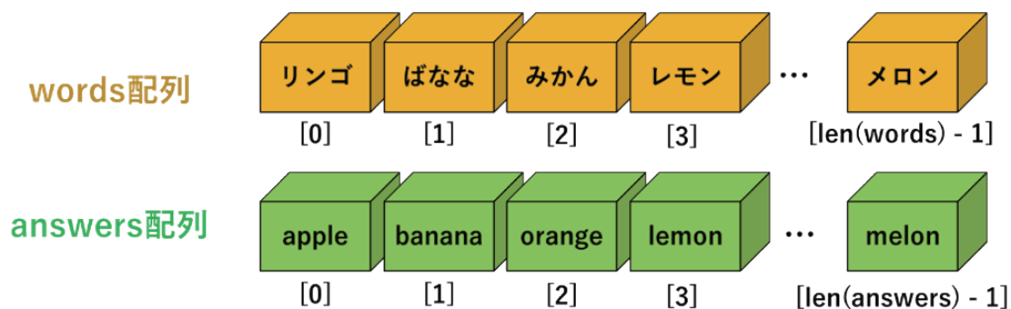 words配列
リンゴ ばなな みかん レモン … メロン
[0] [1] [2] [3] [len(words) - 1]
answers配列
apple banana orange lemon … melon
[0] [1] [2] [3] [len(answers) - 1]